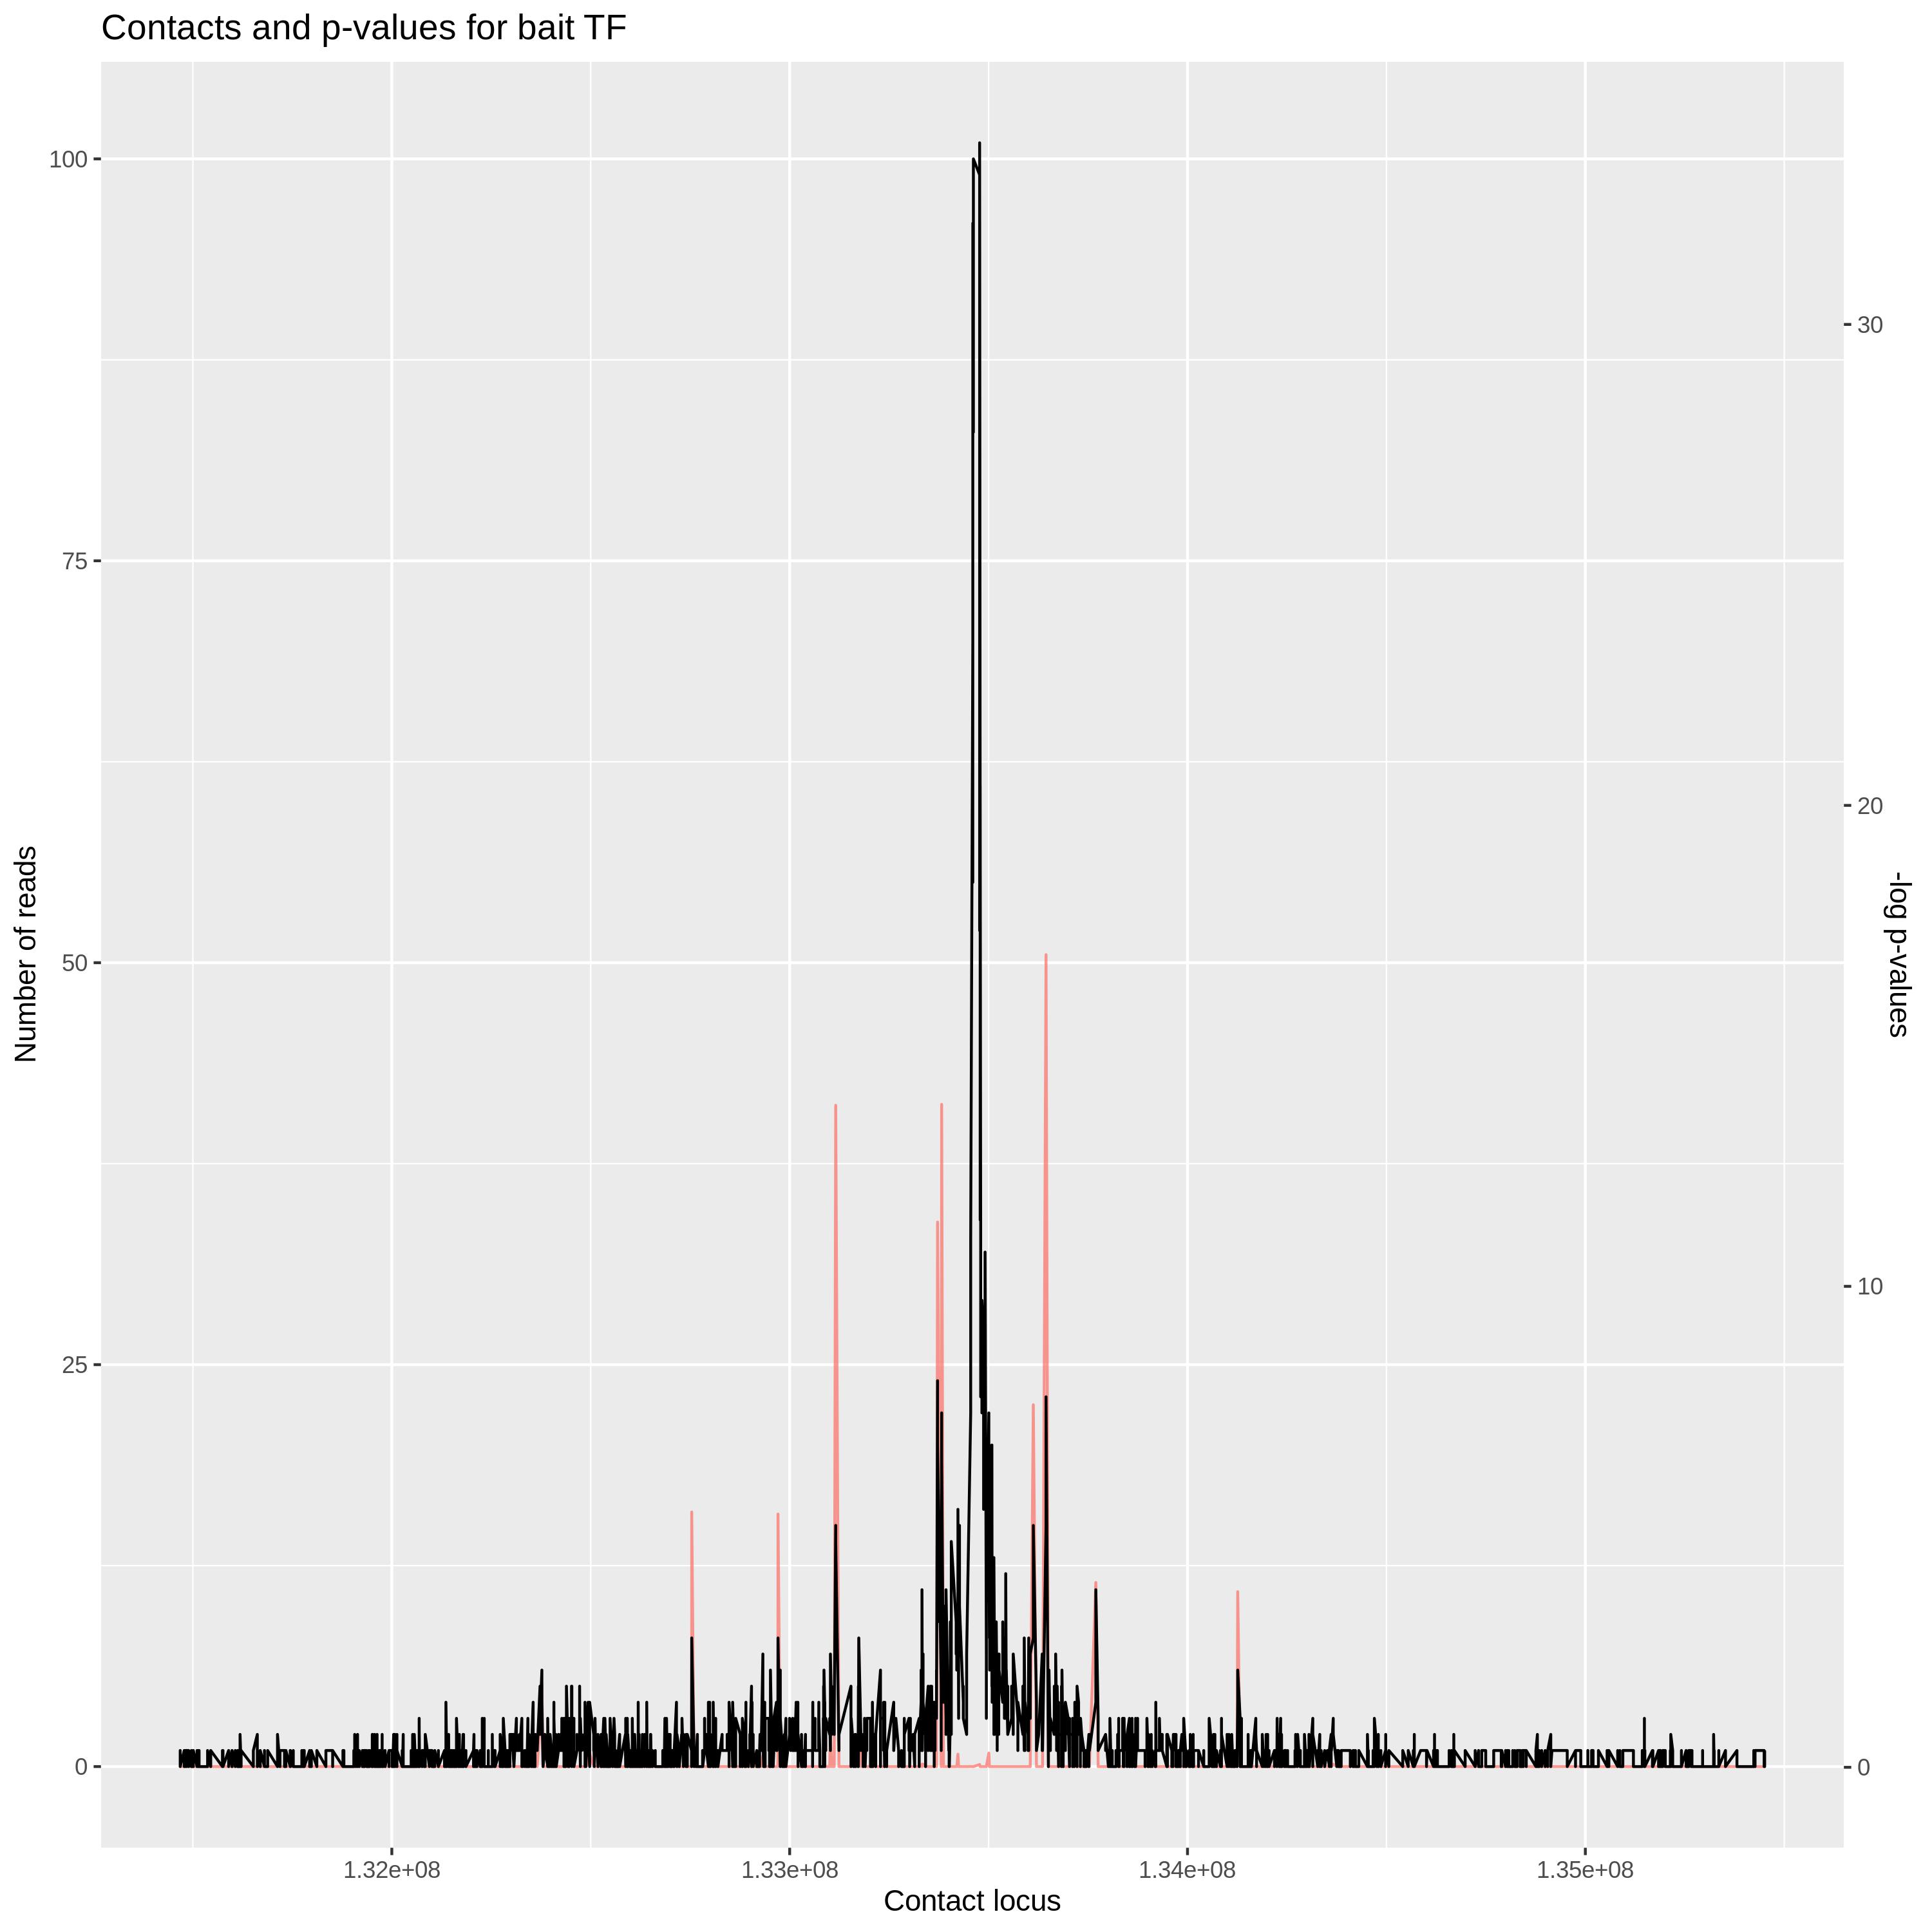 Contacts and p-values for bait TF
100
75
50
25
0
Number of reads
30
20
10
0
-log p-values
1.32e+08
1.33e+08
1.34e+08
1.35e+08
Contact locus